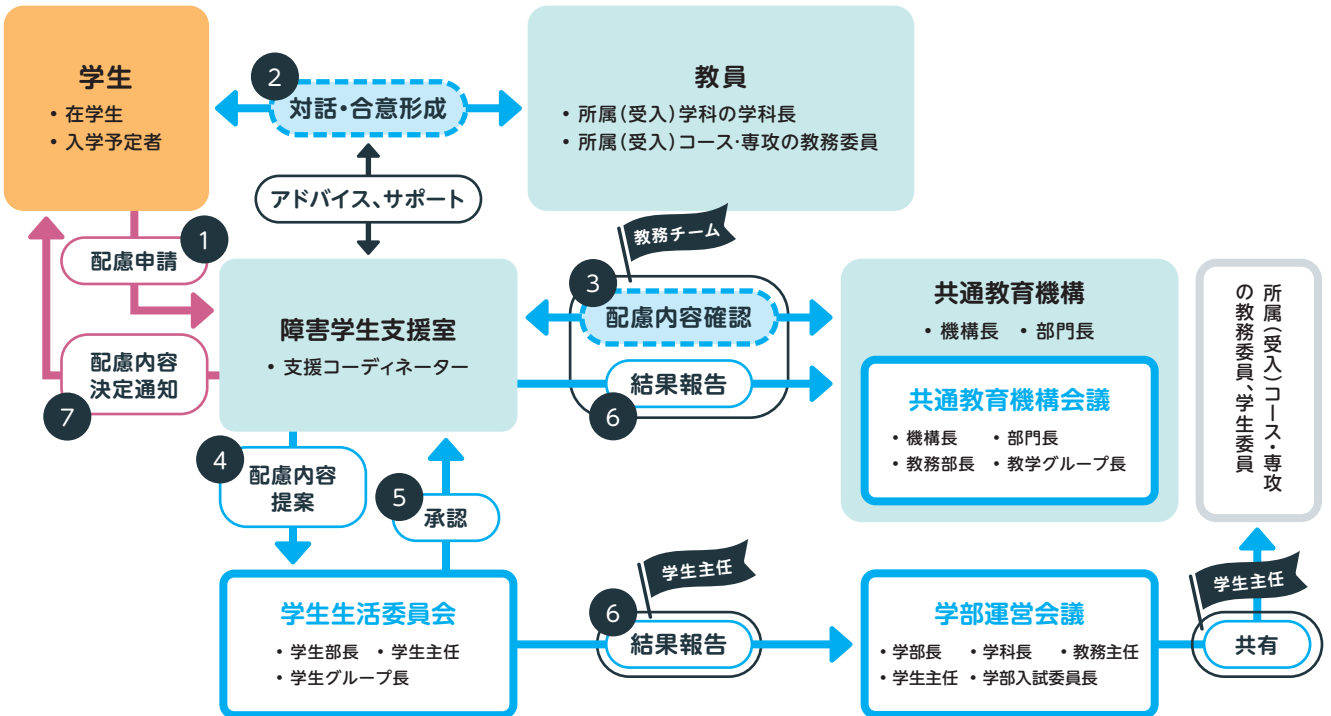 学生
• 在学生
• 入学予定者
2
対話・合意形成
教員
• 所属(受入)学科の学科長
• 所属(受入)コース・専攻の教務委員
アドバイス、サポート
1
配慮申請
障害学生支援室
• 支援コーディネーター
配慮内容
決定通知
7
教務チーム
3
配慮内容確認
結果報告
6
共通教育機構
• 機構長 • 部門長
共通教育機構会議
• 機構長 • 部門長
• 教務部長 • 教学グループ長
所属(受入)コース・専攻
の教務委員、学生委員
4
配慮内容
提案
5
承認
学生生活委員会
• 学生部長 • 学生主任
• 学生グループ長
学生主任
6
結果報告
学部運営会議
• 学部長 • 学科長 • 教務主任
• 学生主任 • 学部入試委員長
学生主任
共有